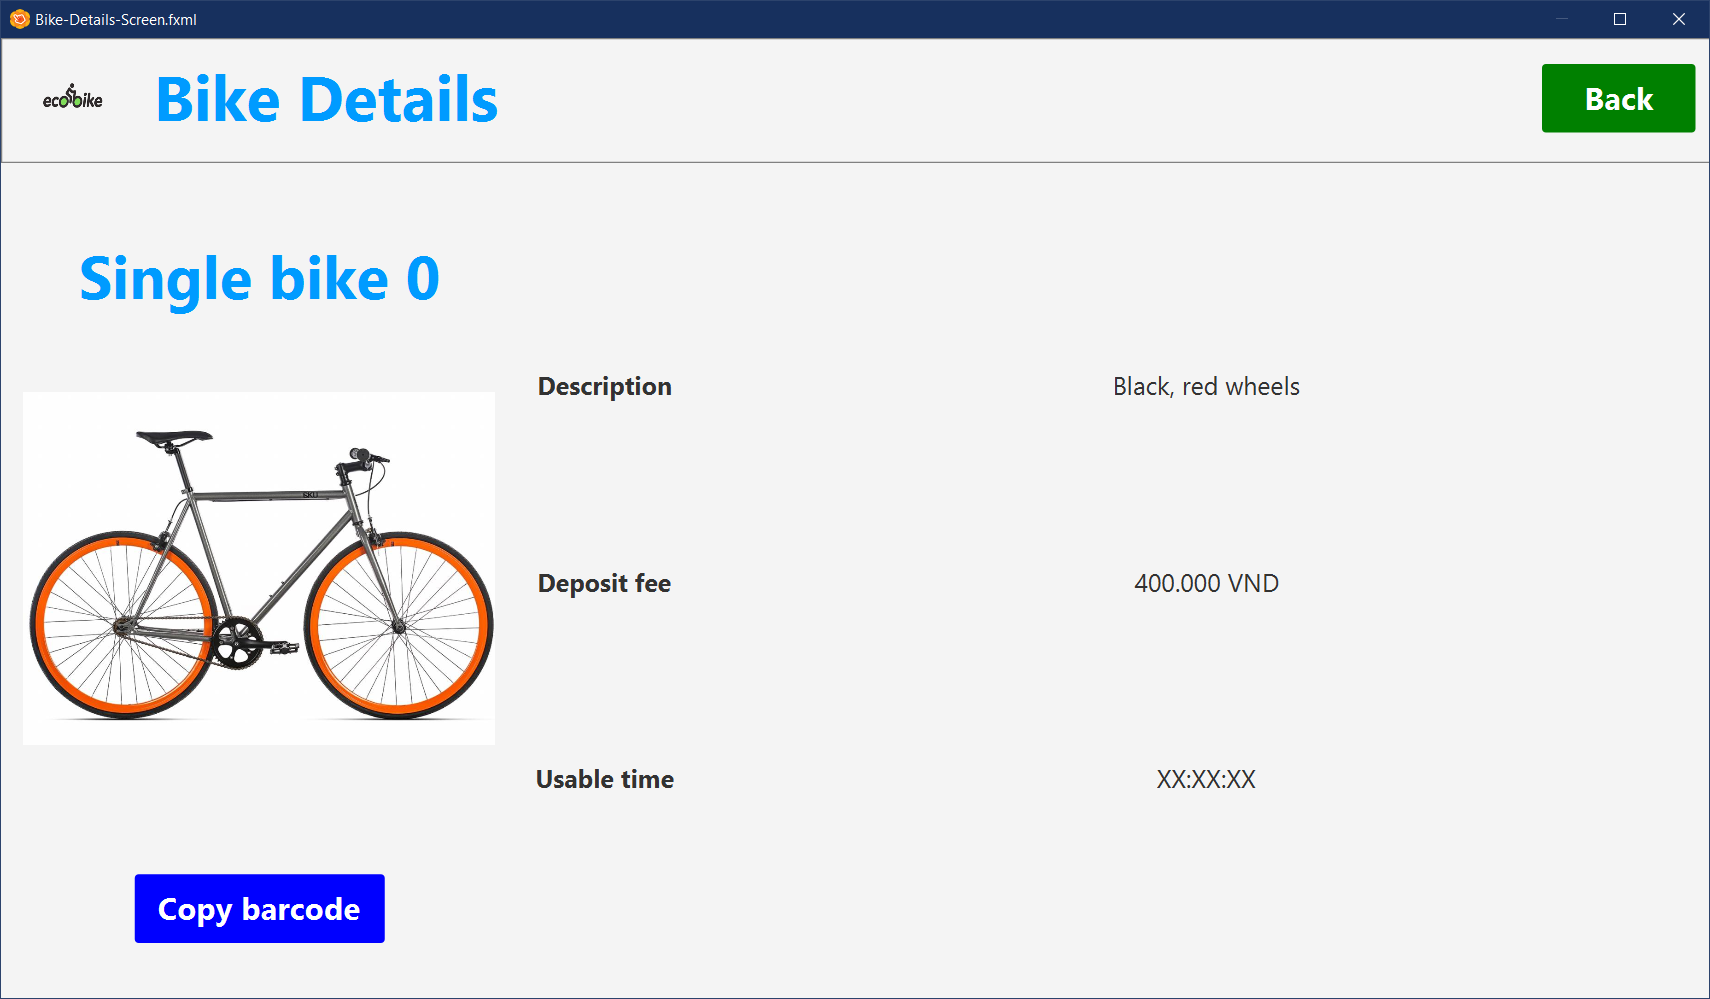 Bike-Details-Screen.fxml
ecobike
Bike Details
Back
Single bike 0
Description
Black, red wheels
Deposit fee
400.000 VND
Usable time
XX:XX:XX
Copy barcode